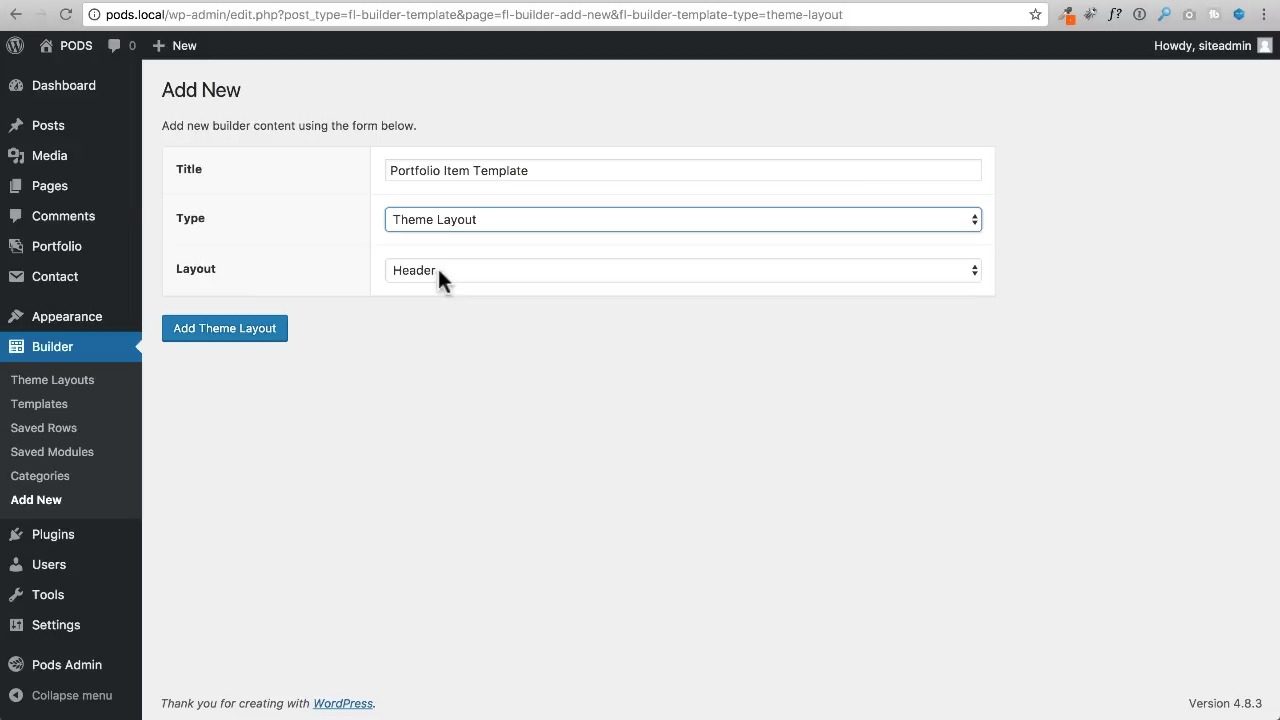 pods.local/wp-admin/edit.php?post_type=fl-builder-template&page=fl-builder-add-new&fl-builder-template-type=theme-layout
PODS 0 New Howdy, siteadmin
Dashboard
Posts
Media
Pages
Comments
Portfolio
Contact
Appearance
Builder
Theme Layouts
Templates
Saved Rows
Saved Modules
Categories
Add New
Plugins
Users
Tools
Settings
Pods Admin
Collapse menu
Add New
Add new builder content using the form below.
Title Portfolio Item Template
Type Theme Layout
Layout Header
Add Theme Layout
Thank you for creating with WordPress. Version 4.8.3